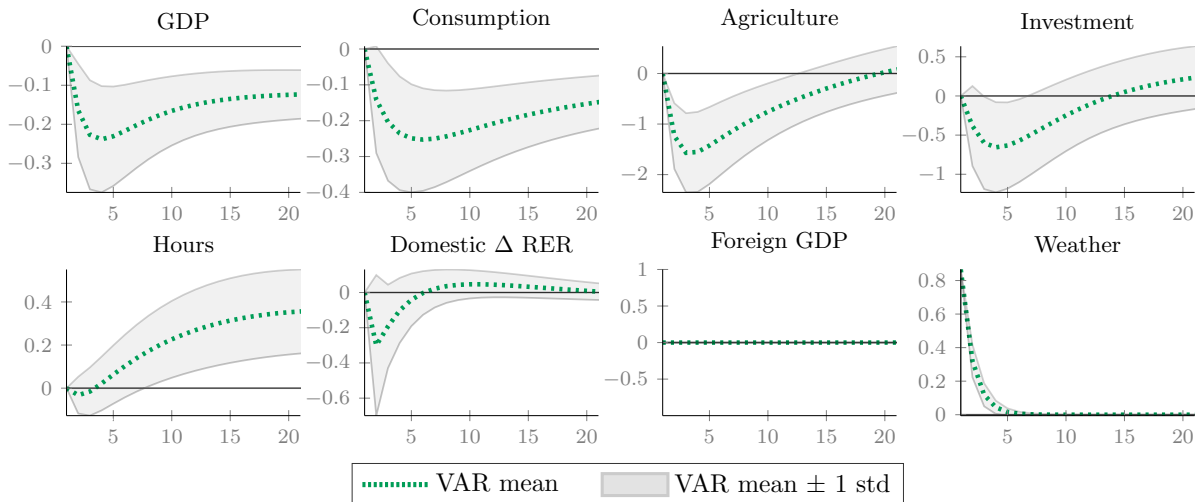 GDP
Consumption
Agriculture
Investment
0
−0.1
−0.2
−0.3
5 10 15 20
0
−0.1
−0.2
−0.3
−0.4
5 10 15 20
0
−1
−2
5 10 15 20
0.5
0
−0.5
−1
5 10 15 20
Hours
Domestic Δ RER
Foreign GDP
Weather
0.4
0.2
0
5 10 15 20
0
−0.2
−0.4
−0.6
5 10 15 20
1
0.5
0
−0.5
5 10 15 20
0.8
0.6
0.4
0.2
0
5 10 15 20
VAR mean
VAR mean ± 1 std